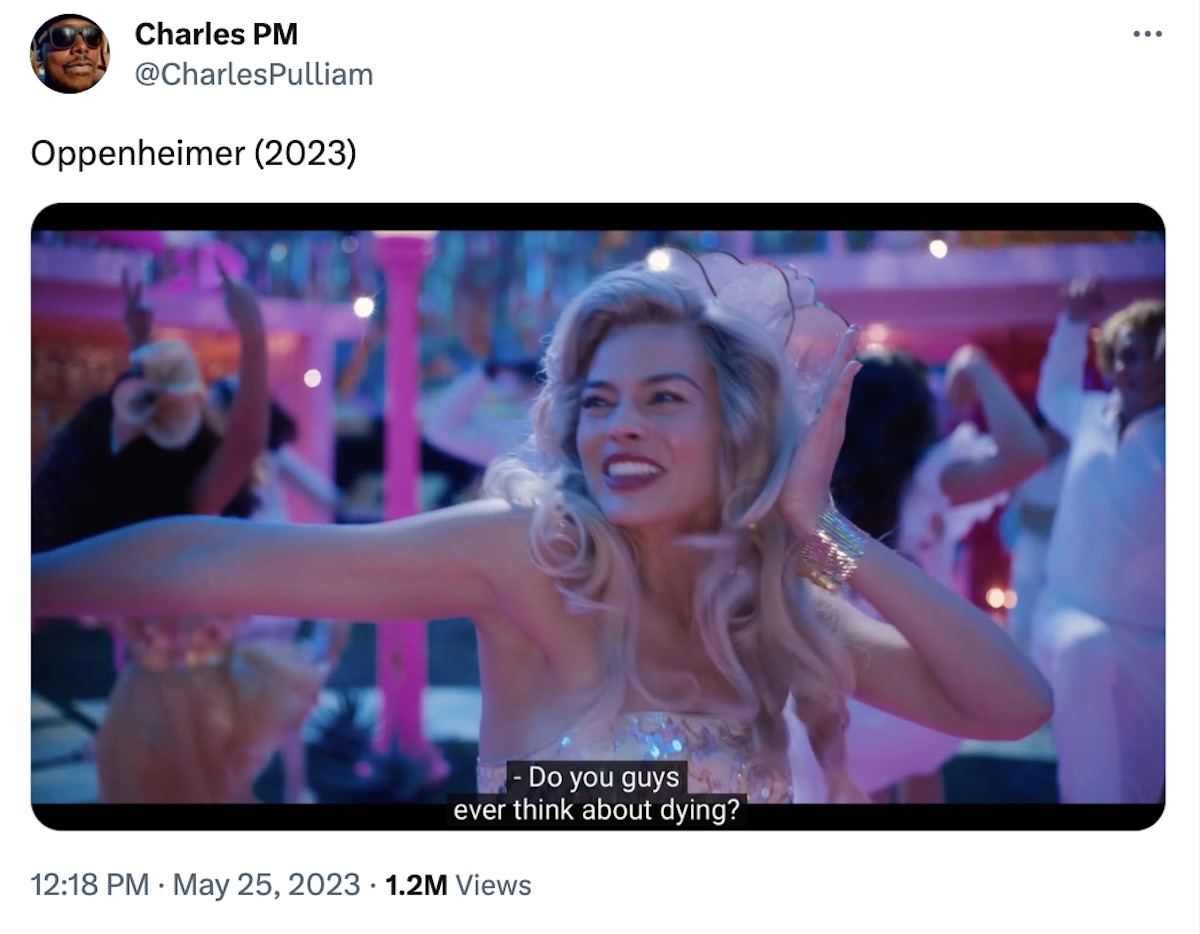 Charles PM
@CharlesPulliam
Oppenheimer (2023)
- Do you guys
ever think about dying?
12:18 PM · May 25, 2023 · 1.2M Views